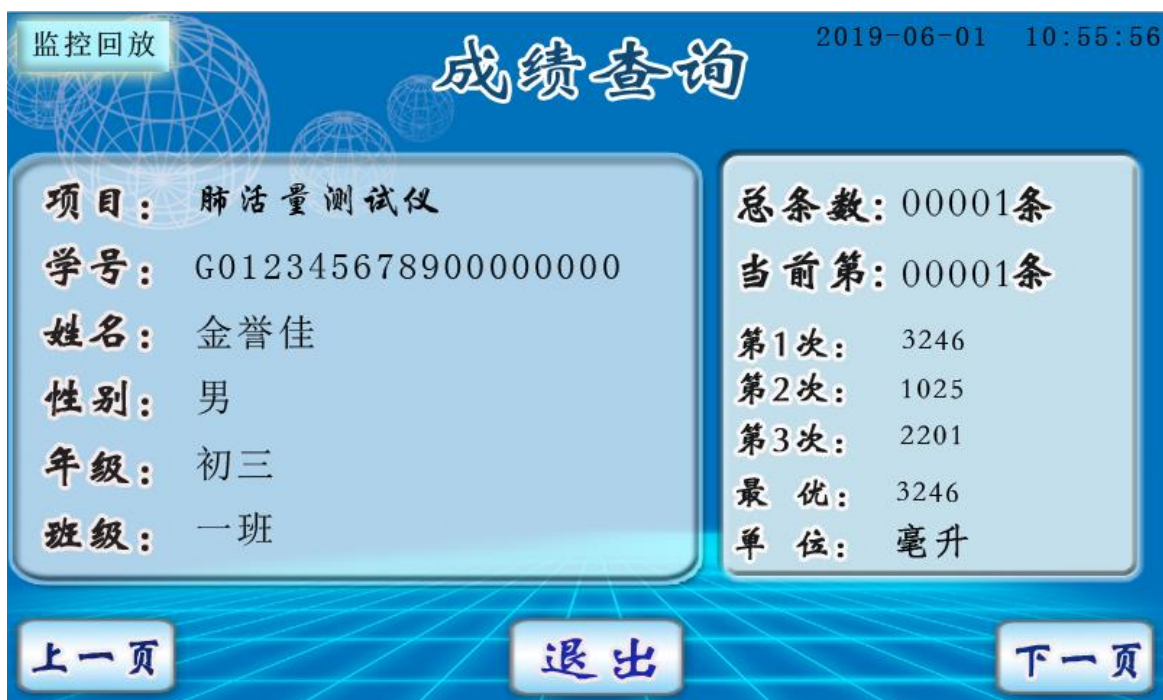 监控回放
成绩查询
2019-06-01 10:55:56
项目： 肺活量测试仪
学号： G012345678900000000
姓名： 金誉佳
性别： 男
年级： 初三
班级： 一班
总条数：00001条
当前第：00001条
第1次： 3246
第2次： 1025
第3次： 2201
最 优： 3246
单 位： 毫升
上一页
退出
下一页